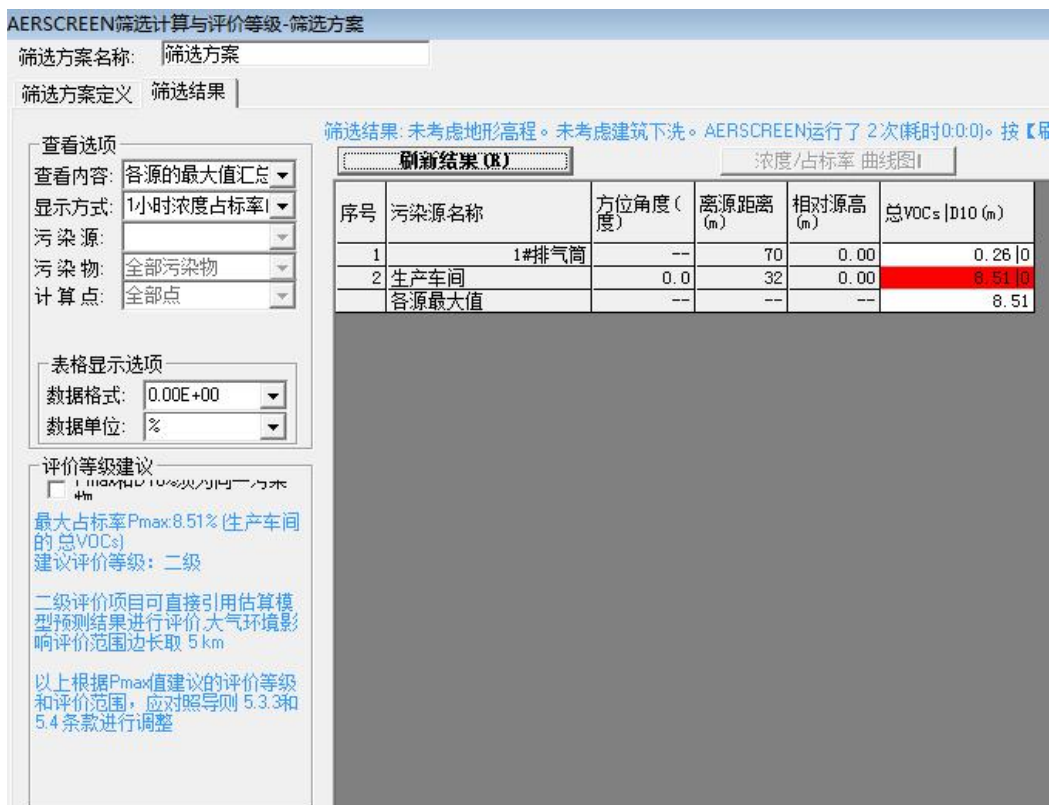 AERSCREEN筛选计算与评价等级-筛选方案
筛选方案名称: 筛选方案
筛选方案定义 筛选结果
筛选结果: 未考虑地形高程。未考虑建筑下洗。AERSCREEN运行了 2 次(耗时0:0:0)。按【刷
刷新结果(R) 浓度/占标率 曲线图
查看选项
查看内容: 各源的最大值汇总
显示方式: 1小时浓度占标率
污染源:
污染物: 全部污染物
计算点: 全部点
序号 污染源名称 方位角度(度) 离源距离(m) 相对源高(m) 总VOCs|D10(m)
1 1#排气筒 -- 70 0.00 0.26|0
2 生产车间 0.0 32 0.00 8.51|0
各源最大值 -- -- -- 8.51
表格显示选项
数据格式: 0.00E+00
数据单位: %
评价等级建议
最大占标率Pmax:8.51% (生产车间
的 总VOCs)
建议评价等级: 二级
二级评价项目可直接引用估算模
型预测结果进行评价,大气环境影
响评价范围边长取 5 km
以上根据Pmax值建议的评价等级
和评价范围，应对照导则 5.3.3和
5.4 条款进行调整